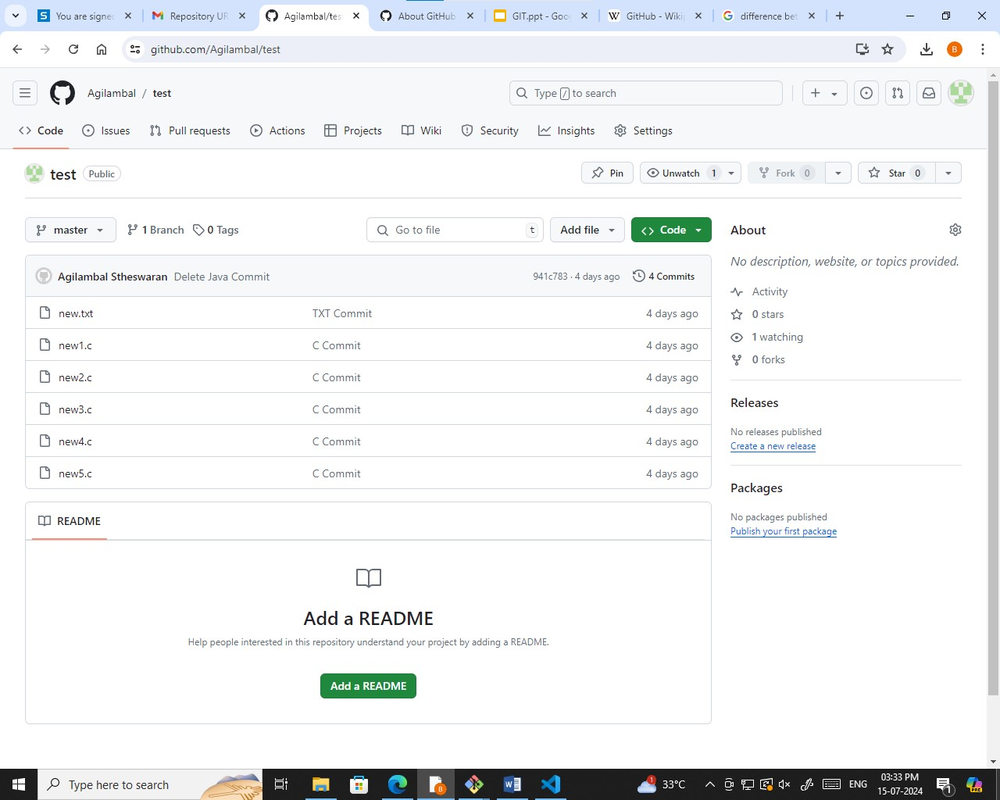 You are signed
Repository UR
Agilambal/tes
About GitHub
GIT.ppt - Goo
GitHub - Wiki
difference bet
github.com/Agilambal/test
B
Agilambal / test
Type / to search
Code
Issues
Pull requests
Actions
Projects
Wiki
Security
Insights
Settings
test Public
Pin
Unwatch 1
Fork 0
Star 0
master
1 Branch
0 Tags
Go to file t
Add file
Code
Agilambal Stheswaran Delete Java Commit 941c783 · 4 days ago 4 Commits
new.txt TXT Commit 4 days ago
new1.c C Commit 4 days ago
new2.c C Commit 4 days ago
new3.c C Commit 4 days ago
new4.c C Commit 4 days ago
new5.c C Commit 4 days ago
README
Add a README
Help people interested in this repository understand your project by adding a README.
Add a README
About
No description, website, or topics provided.
Activity
0 stars
1 watching
0 forks
Releases
No releases published
Create a new release
Packages
No packages published
Publish your first package
Type here to search
B
1
33°C
ENG
03:33 PM
15-07-2024
1
PRE